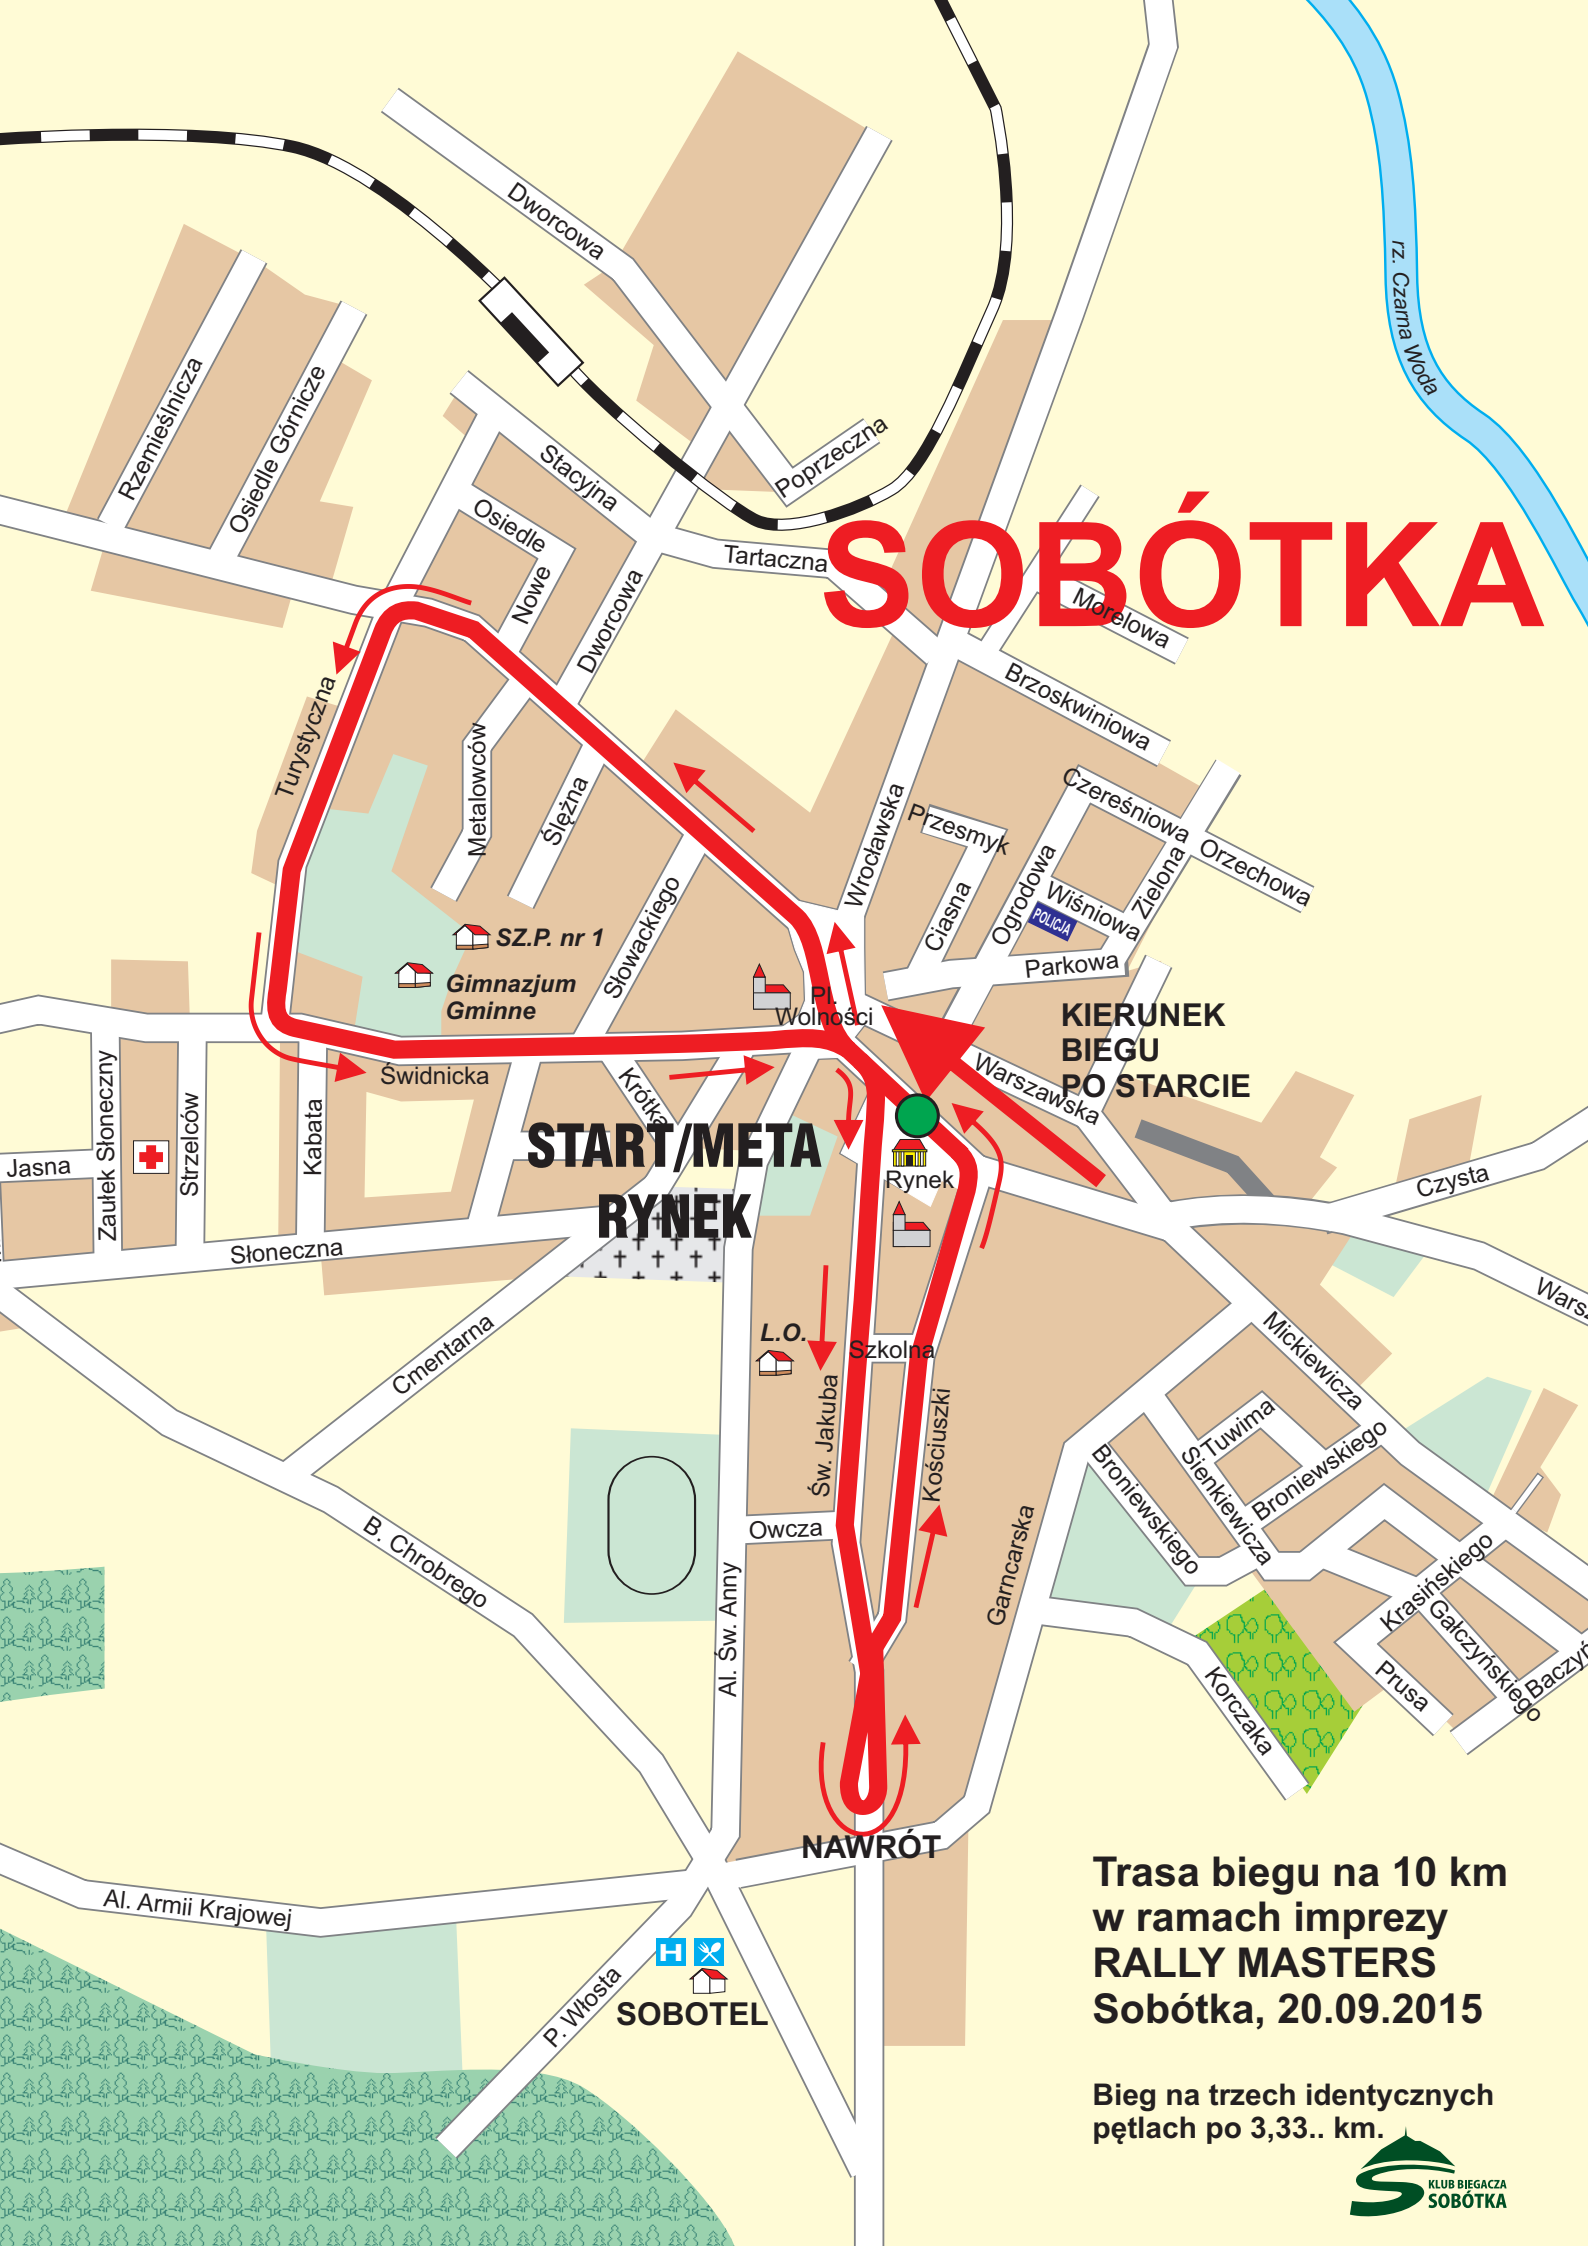 Dworcowa
rz. Czarna Woda
Rzemieślnicza
Osiedle Górnicze
Stacyjna
Poprzeczna
Osiedle
Nowe
Tartaczna
SOBÓTKA
Dworcowa
Morelowa
Brzoskwiniowa
Turystyczna
Metalowców
Ślężna
Wrocławska
Przesmyk
Czereśniowa
Orzechowa
Ogrodowa
Wiśniowa
Zielona
Ciasna
POLICJA
Słowackiego
SZ.P. nr 1
Gimnazjum
Gminne
Parkowa
Pl.
Wolności
KIERUNEK
BIEGU
PO STARCIE
Świdnicka
Krótka
Warszawska
Zaułek Słoneczny
Strzelców
Kabata
Jasna
START/META
RYNEK
Rynek
Czysta
Słoneczna
Warsz
Cmentarna
L.O.
Szkolna
Mickiewicza
Św. Jakuba
Kościuszki
Tuwima
Sienkiewicza
Broniewskiego
Broniewskiego
Owcza
B. Chrobrego
Garncarska
Al. Św. Anny
Krasińskiego
Gałczyńskiego
Baczyń
Prusa
Korczaka
NAWRÓT
Al. Armii Krajowej
H
P. Włosta
SOBOTEL
Trasa biegu na 10 km
w ramach imprezy
RALLY MASTERS
Sobótka, 20.09.2015
Bieg na trzech identycznych
pętlach po 3,33.. km.
KLUB BIEGACZA
SOBÓTKA